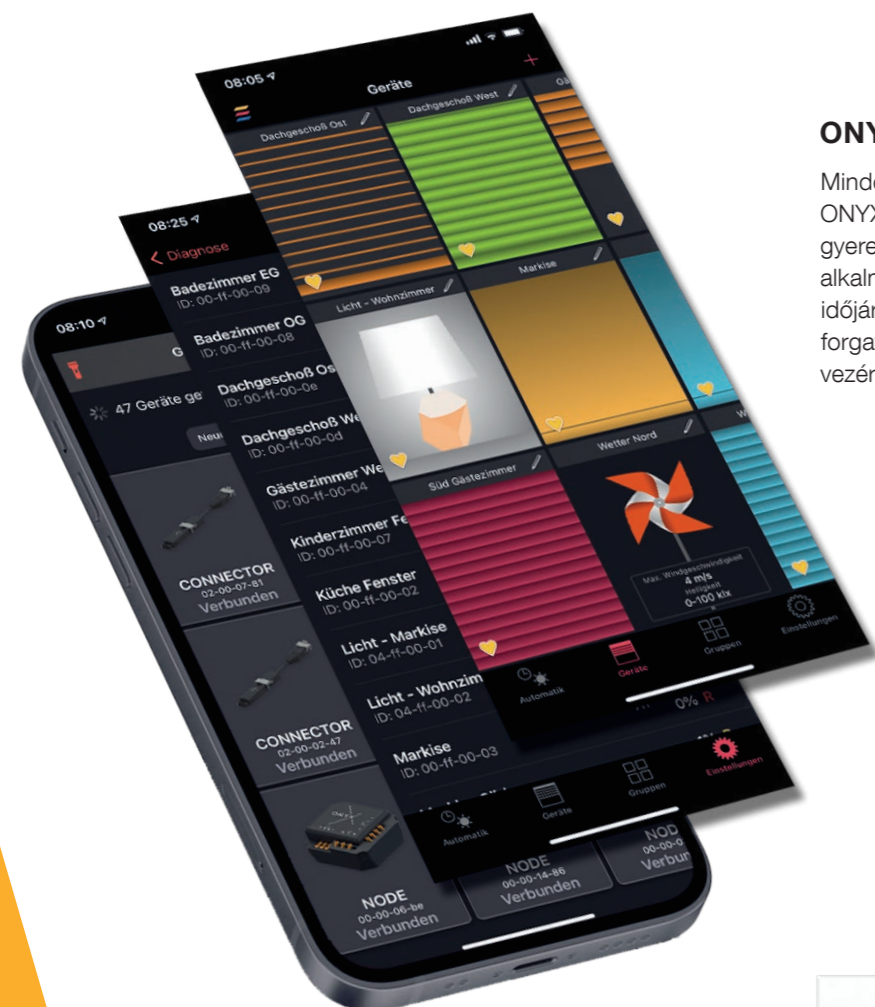 08:05
Geräte
+
Dachgeschoß Ost
Dachgeschoß West
Licht - Wohnzimmer
Markise
Süd Gästezimmer
Wetter Nord
Max. Windgeschwindigkeit
4 m/s
Helligkeit
0-100 klx
Automatik
Geräte
Gruppen
Einstellungen
08:25
Diagnose
Badezimmer EG
ID: 00-ff-00-09
Badezimmer OG
ID: 00-ff-00-08
Dachgeschoß Os
ID: 00-ff-00-0e
Dachgeschoß We
ID: 00-ff-00-0d
Gästezimmer We
ID: 00-ff-00-04
Kinderzimmer Fe
ID: 00-ff-00-07
Küche Fenster
ID: 00-ff-00-02
Licht - Markise
ID: 04-ff-00-01
Licht - Wohnzim
ID: 04-ff-00-02
Markise
ID: 00-ff-00-03
0% R
Automatik
Geräte
Gruppen
Einstellungen
08:10
G
47 Geräte ge
Neu
CONNECTOR
02-00-07-81
Verbunden
CONNECTOR
02-00-02-47
Verbunden
ONYX
NODE
00-00-06-be
Verbunden
NODE
00-00-14-86
Verbunden
NOD
00-00-0
Verbun
ONY
Minde
ONYX
gyere
alkalm
időjár
forga
vezér